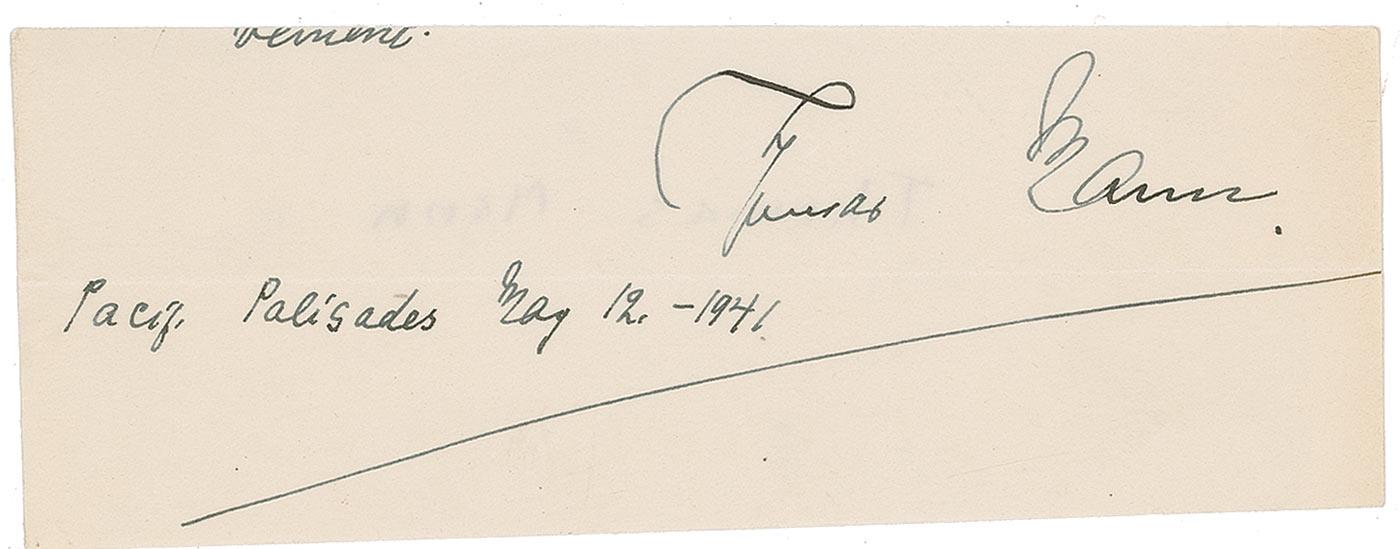 Thomas Mann.
Pacif. Palisades May 12. - 1941